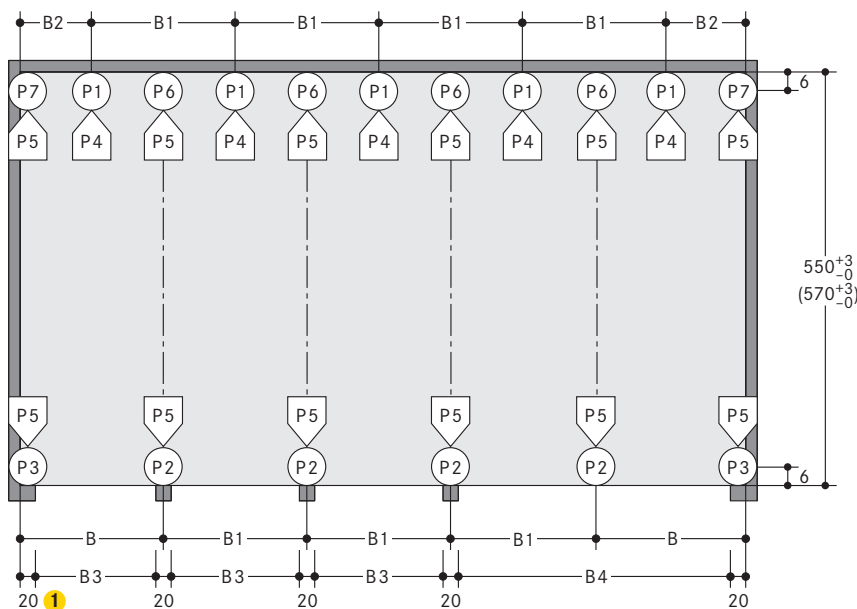 B2 B1 B1 B1 B2
P7 P1 P6 P1 P6 P1 P6 P1 P6 P1 P7
6
P5 P4 P5 P4 P5 P4 P5 P4 P5 P4 P5
550 +3 -0
(570 +3 -0)
P5 P5 P5 P5 P5 P5
P3 P2 P2 P2 P2 P3
6
B B1 B1 B1 B
B3 B3 B3 B4
20 1 20 20 20 20